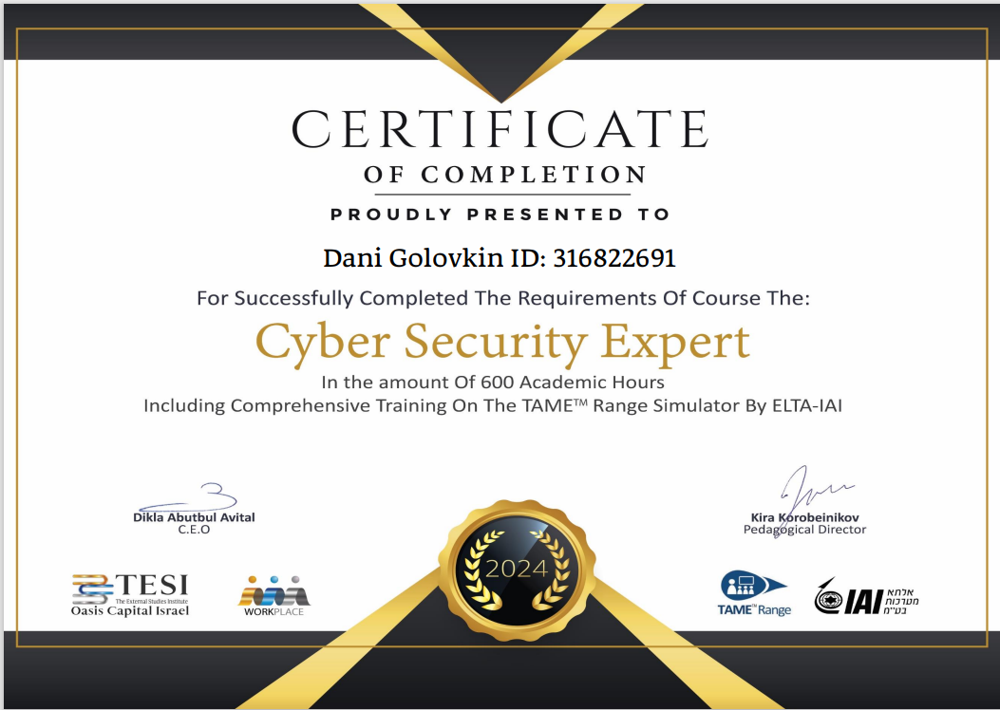 CERTIFICATE
OF COMPLETION
PROUDLY PRESENTED TO
Dani Golovkin ID: 316822691
For Successfully Completed The Requirements Of Course The:
Cyber Security Expert
In the amount Of 600 Academic Hours
Including Comprehensive Training On The TAME™ Range Simulator By ELTA-IAI
Dikla Abutbul Avital
C.E.O
Kira Korobeinikov
Pedagogical Director
2024
TESI
The External Studies Institute
Oasis Capital Israel
WORKPLACE
TAME™ Range
IAI
אלתא
מערכות
בע"מ